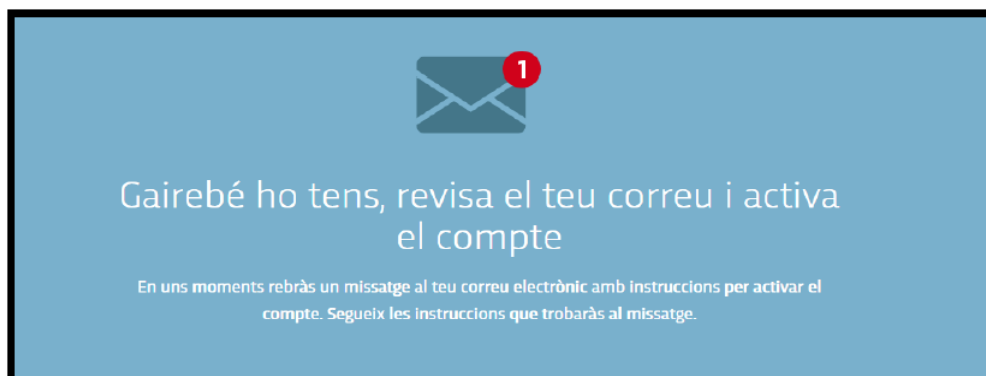 1
Gairebé ho tens, revisa el teu correu i activa
el compte
En uns moments rebràs un missatge al teu correu electrònic amb instruccions per activar el
compte. Segueix les instruccions que trobaràs al missatge.